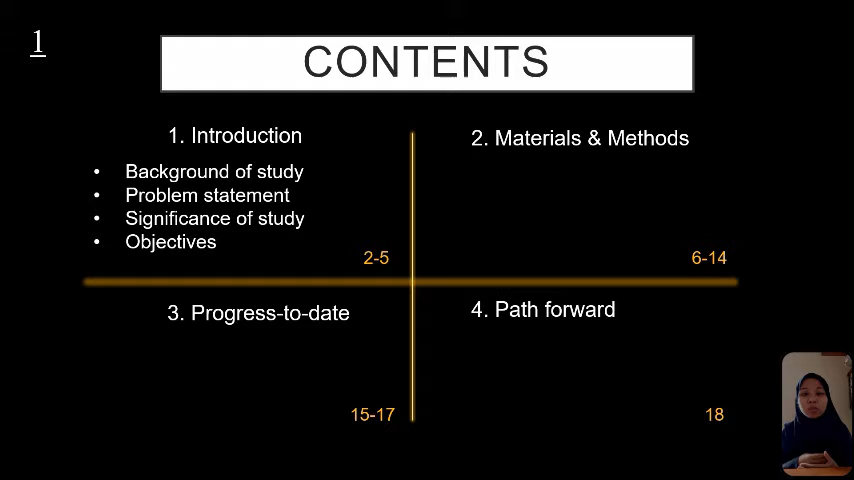 1
CONTENTS
1. Introduction
• Background of study
• Problem statement
• Significance of study
• Objectives
2-5
2. Materials & Methods
6-14
3. Progress-to-date
15-17
4. Path forward
18